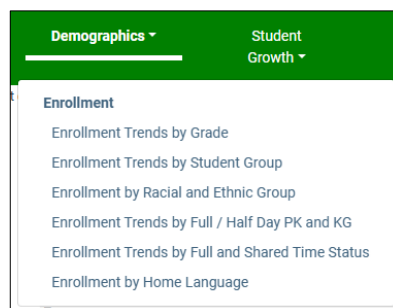 Demographics
Student
Growth
Enrollment
Enrollment Trends by Grade
Enrollment Trends by Student Group
Enrollment by Racial and Ethnic Group
Enrollment Trends by Full / Half Day PK and KG
Enrollment Trends by Full and Shared Time Status
Enrollment by Home Language